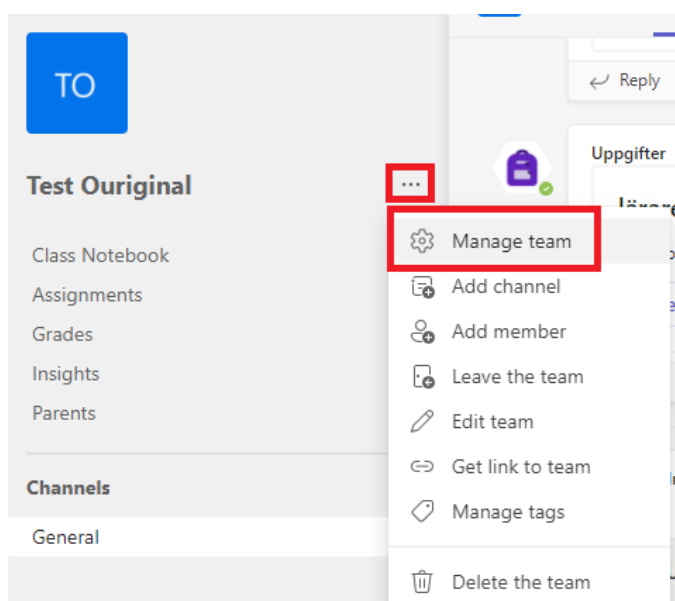 TO
Test Ouriginal
...
Class Notebook
Assignments
Grades
Insights
Parents
Channels
General
Reply
Uppgifter
Manage team
Add channel
Add member
Leave the team
Edit team
Get link to team
Manage tags
Delete the team